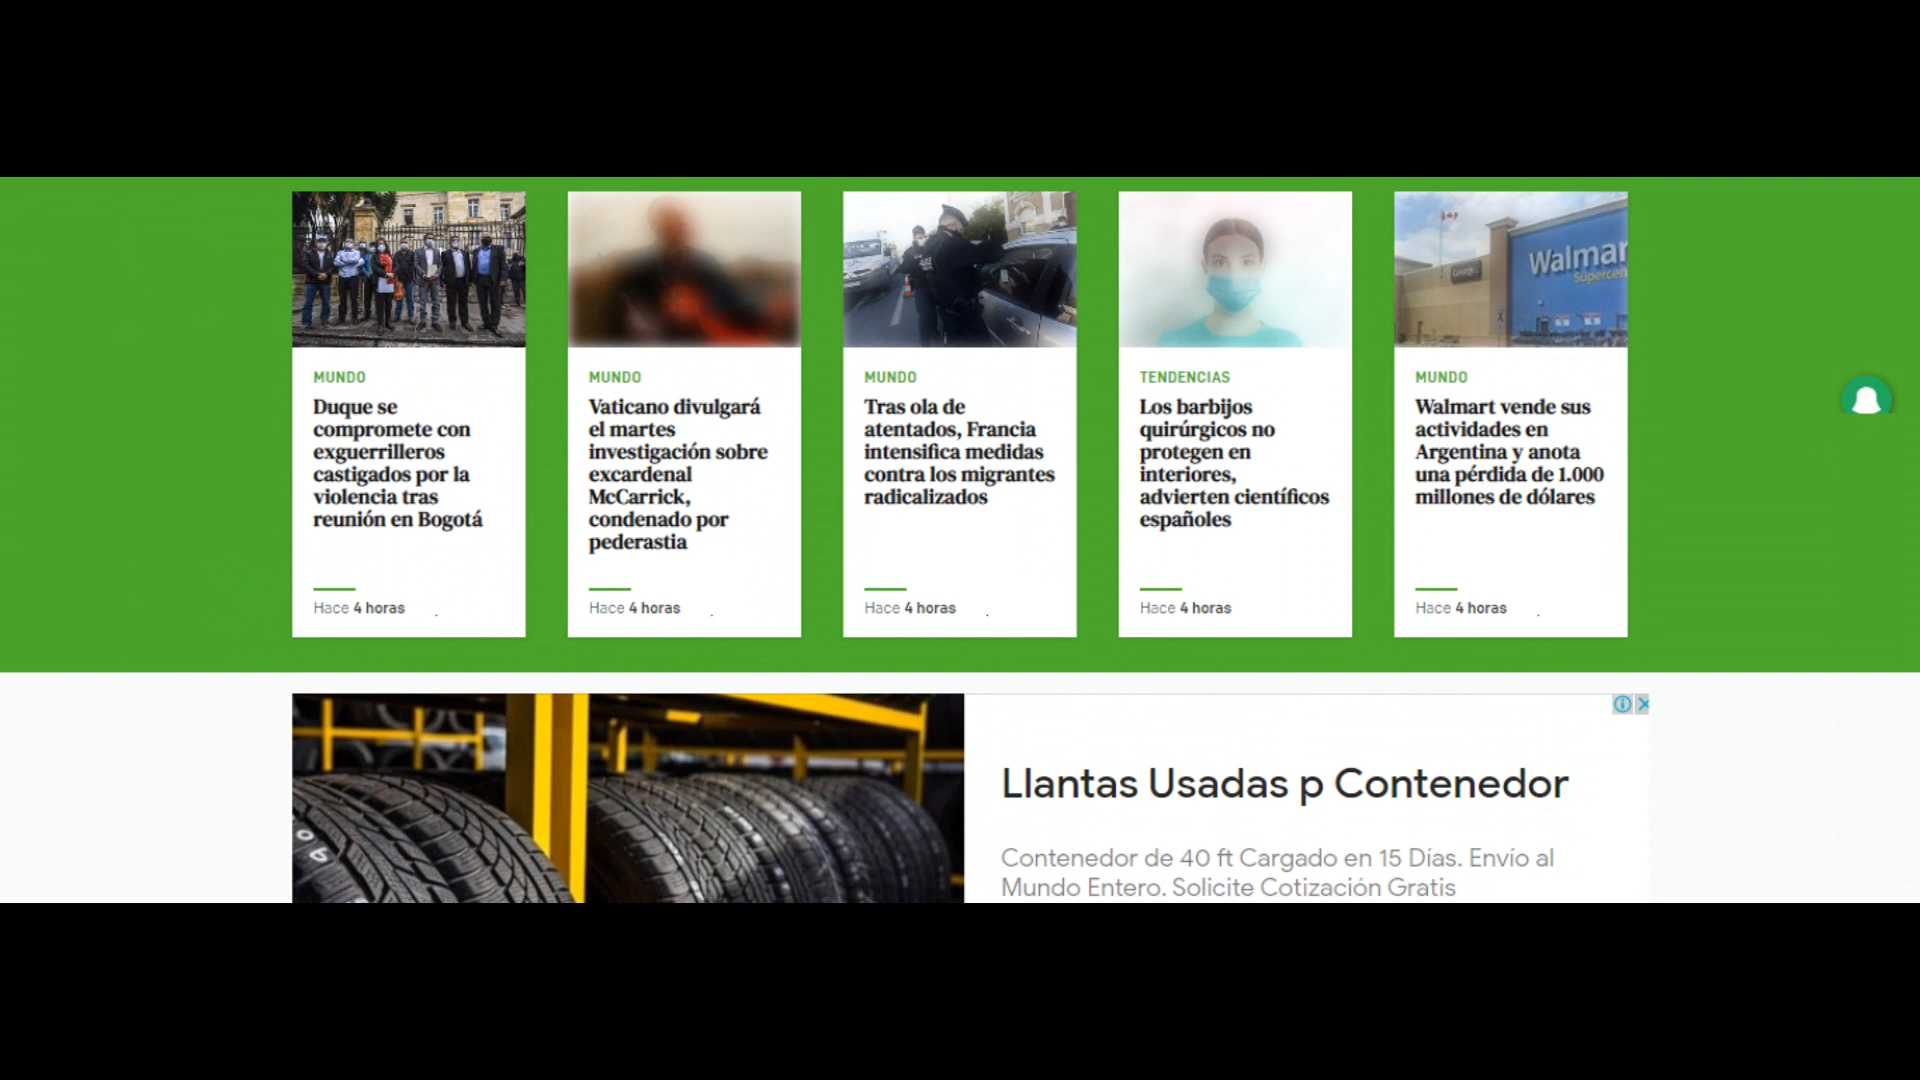 Walmar
Supercen
MUNDO
Duque se
compromete con
exguerrilleros
castigados por la
violencia tras
reunión en Bogotá
Hace 4 horas
MUNDO
Vaticano divulgará
el martes
investigación sobre
excardenal
McCarrick,
condenado por
pederastia
Hace 4 horas
MUNDO
Tras ola de
atentados, Francia
intensifica medidas
contra los migrantes
radicalizados
Hace 4 horas
TENDENCIAS
Los barbijos
quirúrgicos no
protegen en
interiores,
advierten científicos
españoles
Hace 4 horas
MUNDO
Walmart vende sus
actividades en
Argentina y anota
una pérdida de 1.000
millones de dólares
Hace 4 horas
Llantas Usadas p Contenedor
Contenedor de 40 ft Cargado en 15 Días. Envío al
Mundo Entero. Solicite Cotización Gratis